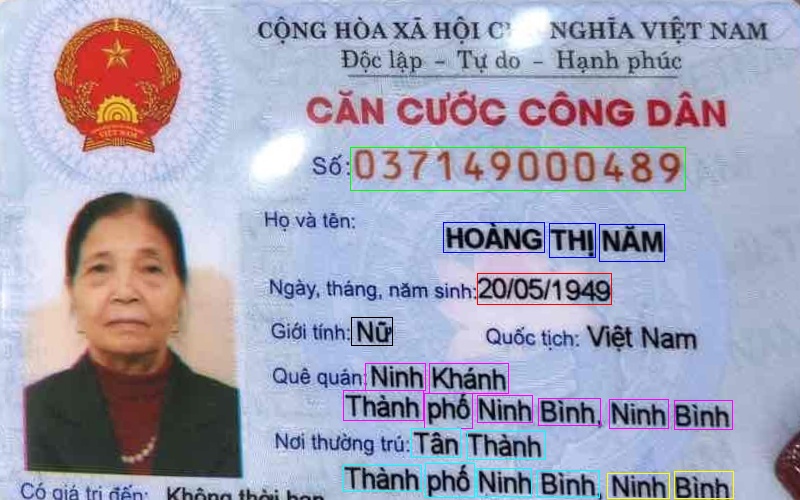 CỘNG HÒA XÃ HỘI NGHĨA VIỆT NAM
Độc lập - Tự do - Hạnh phúc
CĂN CƯỚC CÔNG DÂN
Số: 037149000489
Họ và tên:
HOÀNG THỊ NĂM
Ngày, tháng, năm sinh: 20/05/1949
Giới tính: Nữ Quốc tịch: Việt Nam
Quê quán: Ninh Khánh
Thành phố Ninh Bình, Ninh Bình
Nơi thường trú: Tân Thành
Thành phố Ninh Bình, Ninh Bình
Có giá trị đến: Không thời hạn
VIỆT NAM